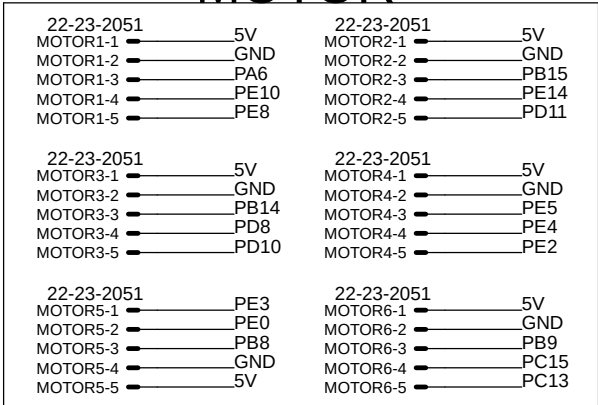 MOTOR
22-23-2051
MOTOR1-1 5V
MOTOR1-2 GND
MOTOR1-3 PA6
MOTOR1-4 PE10
MOTOR1-5 PE8
22-23-2051
MOTOR2-1 5V
MOTOR2-2 GND
MOTOR2-3 PB15
MOTOR2-4 PE14
MOTOR2-5 PD11
22-23-2051
MOTOR3-1 5V
MOTOR3-2 GND
MOTOR3-3 PB14
MOTOR3-4 PD8
MOTOR3-5 PD10
22-23-2051
MOTOR4-1 5V
MOTOR4-2 GND
MOTOR4-3 PE5
MOTOR4-4 PE4
MOTOR4-5 PE2
22-23-2051
MOTOR5-1 PE3
MOTOR5-2 PE0
MOTOR5-3 PB8
MOTOR5-4 GND
MOTOR5-5 5V
22-23-2051
MOTOR6-1 5V
MOTOR6-2 GND
MOTOR6-3 PB9
MOTOR6-4 PC15
MOTOR6-5 PC13